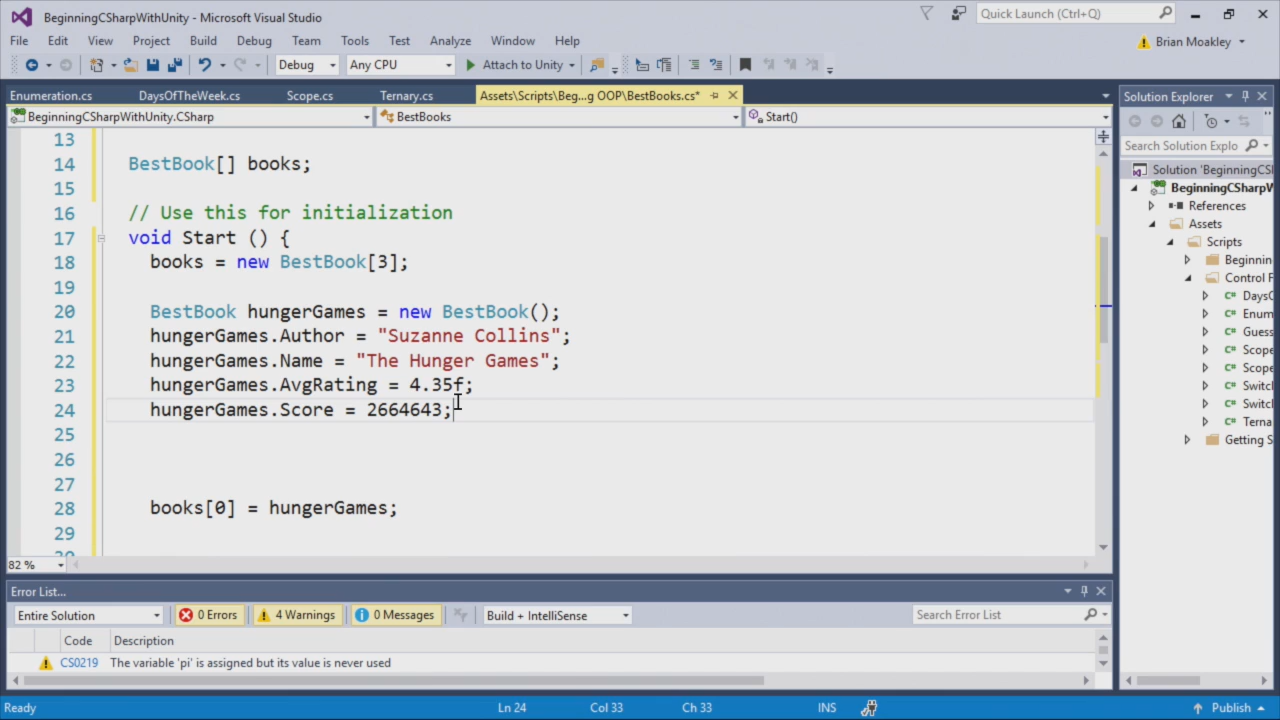 BeginningCSharpWithUnity - Microsoft Visual Studio
Quick Launch (Ctrl+Q)
File Edit View Project Build Debug Team Tools Test Analyze Window Help
Brian Moakley
Debug Any CPU Attach to Unity
Enumeration.cs DaysOfTheWeek.cs Scope.cs Ternary.cs Assets\Scripts\Beg...g OOP\BestBooks.cs*
BeginningCSharpWithUnity.CSharp BestBooks Start()
13
14 BestBook[] books;
15
16 // Use this for initialization
17 void Start () {
18 books = new BestBook[3];
19
20 BestBook hungerGames = new BestBook();
21 hungerGames.Author = "Suzanne Collins";
22 hungerGames.Name = "The Hunger Games";
23 hungerGames.AvgRating = 4.35f;
24 hungerGames.Score = 2664643;
25
26
27
28 books[0] = hungerGames;
29
82 %
Solution Explorer
Search Solution Explo
Solution 'BeginningCS
BeginningCSharpW
References
Assets
Scripts
Beginnin
Control F
DaysC
Enum
Guess
Scope
Scope
Switc
Switc
Terna
Getting S
Error List...
Entire Solution 0 Errors 4 Warnings 0 Messages Build + IntelliSense Search Error List
Code Description
CS0219 The variable 'pi' is assigned but its value is never used
Ready Ln 24 Col 33 Ch 33 INS Publish